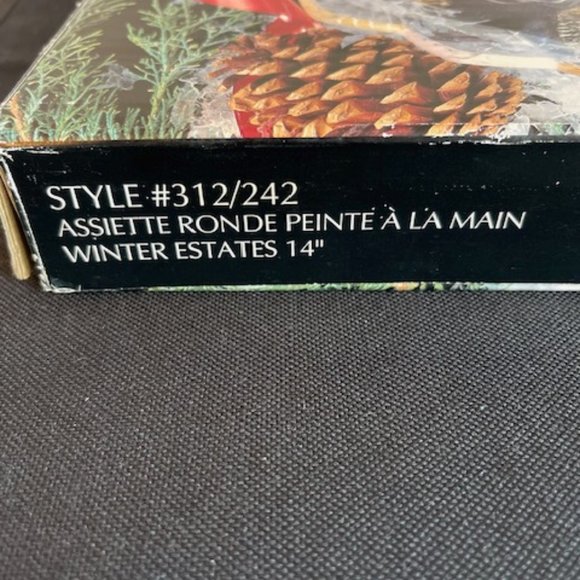 STYLE #312/242
ASSIETTE RONDE PEINTE À LA MAIN
WINTER ESTATES 14"